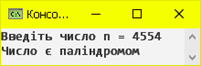 Консо...
Введіть число n = 4554
Число є паліндромом